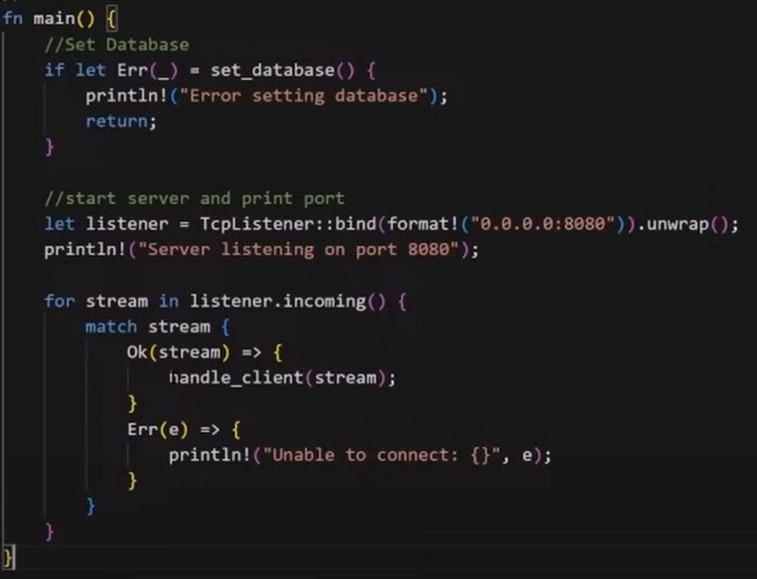 fn main() {
    //Set Database
    if let Err(_) = set_database() {
        println!("Error setting database");
        return;
    }
    //start server and print port
    let listener = TcpListener::bind(format!("0.0.0.0:8080")).unwrap();
    println!("Server listening on port 8080");
    for stream in listener.incoming() {
        match stream {
            Ok(stream) => {
                handle_client(stream);
            }
            Err(e) => {
                println!("Unable to connect: {}", e);
            }
        }
    }
}